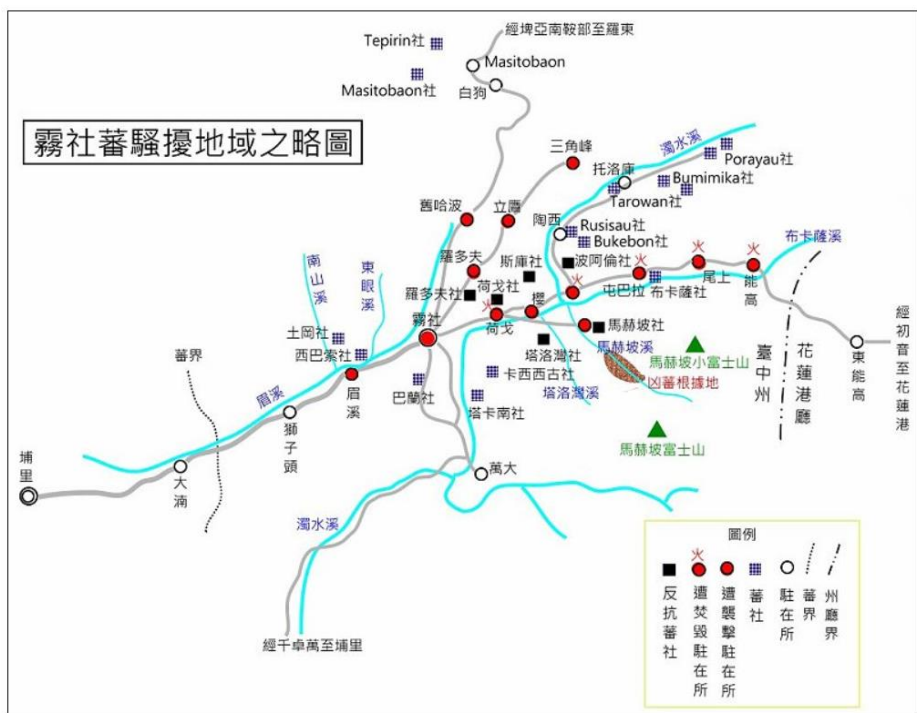 經埤亞南鞍部至羅東
Tepirin社
Masitobaon
Masitobaon社
白狗
霧社蕃騷擾地域之略圖
三角峰
濁水溪
Porayau社
托洛庫
Bumimika社
Tarowan社
舊哈波
立鷹
陶西
Rusisau社
Bukebon社
布卡薩溪
南山溪
東眼溪
羅多夫
斯庫社
波阿倫社
火
火
火
火
火
尾上
能高
羅多夫社
荷戈社
櫻
屯巴拉
布卡薩社
土岡社
霧社
荷戈
馬赫坡社
經初音至花蓮港
蕃界
西巴索社
塔洛灣社
馬赫坡溪
馬赫坡小富士山
臺中州
花蓮港廳
東能高
眉溪
眉溪
巴蘭社
卡西西古社
塔洛灣溪
凶蕃根據地
塔卡南社
獅子頭
馬赫坡富士山
埔里
大湳
萬大
濁水溪
經干卓萬至埔里
圖例
火
反抗蕃社
遭焚毀駐在所
遭襲擊駐在所
蕃社
駐在所
蕃界
州廳界